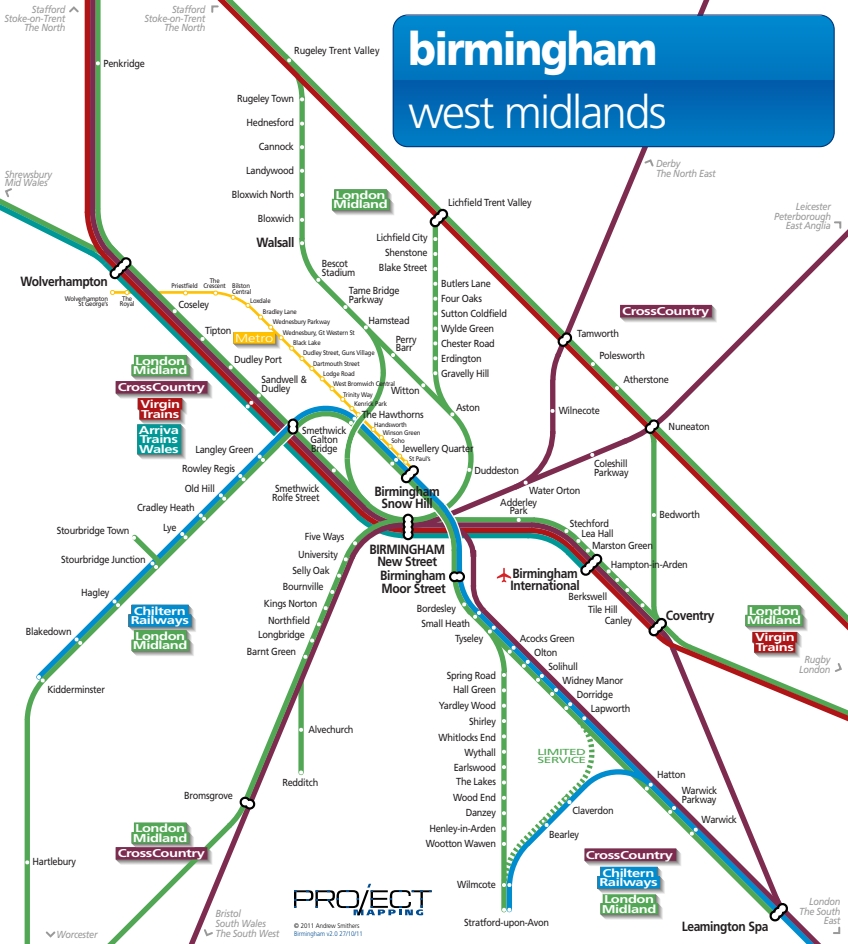 Stafford
Stoke-on-Trent
The North
Stafford
Stoke-on-Trent
The North
birmingham
west midlands
Penkridge
Rugeley Trent Valley
Rugeley Town
Hednesford
Cannock
Landywood
Bloxwich North
Bloxwich
Walsall
London
Midland
Derby
The North East
Shrewsbury
Mid Wales
Leicester
Peterborough
East Anglia
Lichfield Trent Valley
Lichfield City
Shenstone
Blake Street
Butlers Lane
Four Oaks
Sutton Coldfield
Wylde Green
Chester Road
Erdington
Gravelly Hill
Bescot
Stadium
Tame Bridge
Parkway
Hamstead
Perry
Barr
Witton
Aston
Duddeston
Wolverhampton
Wolverhampton
St George's
The
Royal
Priestfield
The
Crescent
Bilston
Central
Loxdale
Bradley Lane
Wednesbury Parkway
Wednesbury, Gt Western St
Black Lake
Dudley Street, Guns Village
Dartmouth Street
Lodge Road
West Bromwich Central
Trinity Way
Kenrick Park
The Hawthorns
Handsworth
Winson Green
Soho
Jewellery Quarter
St Paul's
Metro
Coseley
Tipton
Dudley Port
Sandwell &
Dudley
London
Midland
CrossCountry
Virgin
Trains
Arriva
Trains
Wales
CrossCountry
Tamworth
Polesworth
Atherstone
Wilnecote
Nuneaton
Coleshill
Parkway
Water Orton
Bedworth
Smethwick
Galton
Bridge
Langley Green
Rowley Regis
Old Hill
Cradley Heath
Lye
Stourbridge Town
Stourbridge Junction
Hagley
Blakedown
Kidderminster
Hartlebury
Worcester
Smethwick
Rolfe Street
Birmingham
Snow Hill
Adderley
Park
Stechford
Lea Hall
Marston Green
Hampton-in-Arden
Birmingham
International
Berkswell
Tile Hill
Canley
Coventry
BIRMINGHAM
New Street
Birmingham
Moor Street
Five Ways
University
Selly Oak
Bournville
Kings Norton
Northfield
Longbridge
Barnt Green
Alvechurch
Redditch
Bromsgrove
Chiltern
Railways
London
Midland
London
Midland
Virgin
Trains
Rugby
London
Bordesley
Small Heath
Tyseley
Acocks Green
Olton
Solihull
Widney Manor
Dorridge
Lapworth
Spring Road
Hall Green
Yardley Wood
Shirley
Whitlocks End
Wythall
Earlswood
The Lakes
Wood End
Danzey
Henley-in-Arden
Wootton Wawen
Wilmcote
Stratford-upon-Avon
LIMITED
SERVICE
Hatton
Warwick
Parkway
Warwick
Claverdon
Bearley
London
Midland
CrossCountry
CrossCountry
Chiltern
Railways
London
Midland
Leamington Spa
London
The South
East
Bristol
South Wales
The South West
PROJECT
MAPPING
© 2011 Andrew Smithers
Birmingham v2.0 27/10/11